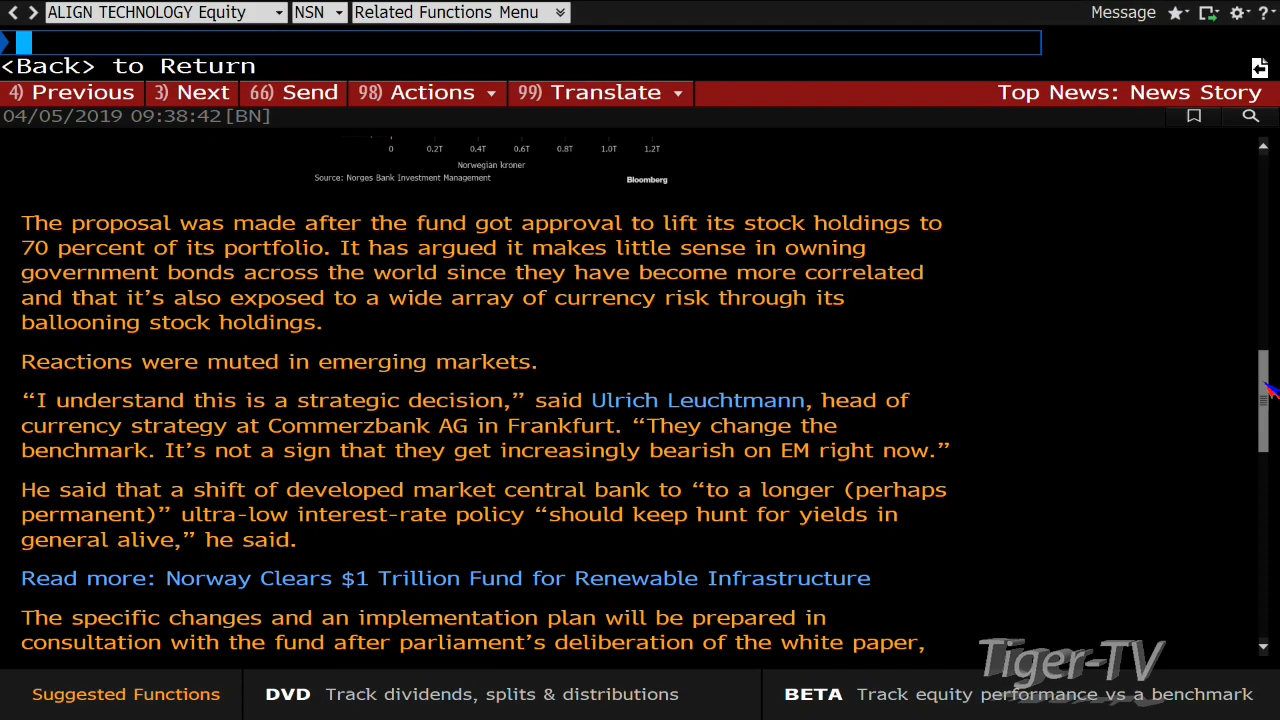 ALIGN TECHNOLOGY Equity NSN Related Functions Menu Message ?
<Back> to Return
4) Previous 3) Next 66) Send 98) Actions 99) Translate Top News: News Story
04/05/2019 09:38:42 [BN]
0 0.2T 0.4T 0.6T 0.8T 1.0T 1.2T
Norwegian kroner
Source: Norges Bank Investment Management Bloomberg
The proposal was made after the fund got approval to lift its stock holdings to
70 percent of its portfolio. It has argued it makes little sense in owning
government bonds across the world since they have become more correlated
and that it's also exposed to a wide array of currency risk through its
ballooning stock holdings.
Reactions were muted in emerging markets.
“I understand this is a strategic decision,” said Ulrich Leuchtmann, head of
currency strategy at Commerzbank AG in Frankfurt. “They change the
benchmark. It's not a sign that they get increasingly bearish on EM right now.”
He said that a shift of developed market central bank to “to a longer (perhaps
permanent)” ultra-low interest-rate policy “should keep hunt for yields in
general alive,” he said.
Read more: Norway Clears $1 Trillion Fund for Renewable Infrastructure
The specific changes and an implementation plan will be prepared in
consultation with the fund after parliament's deliberation of the white paper,
Tiger-TV
Suggested Functions DVD Track dividends, splits & distributions BETA Track equity performance vs a benchmark